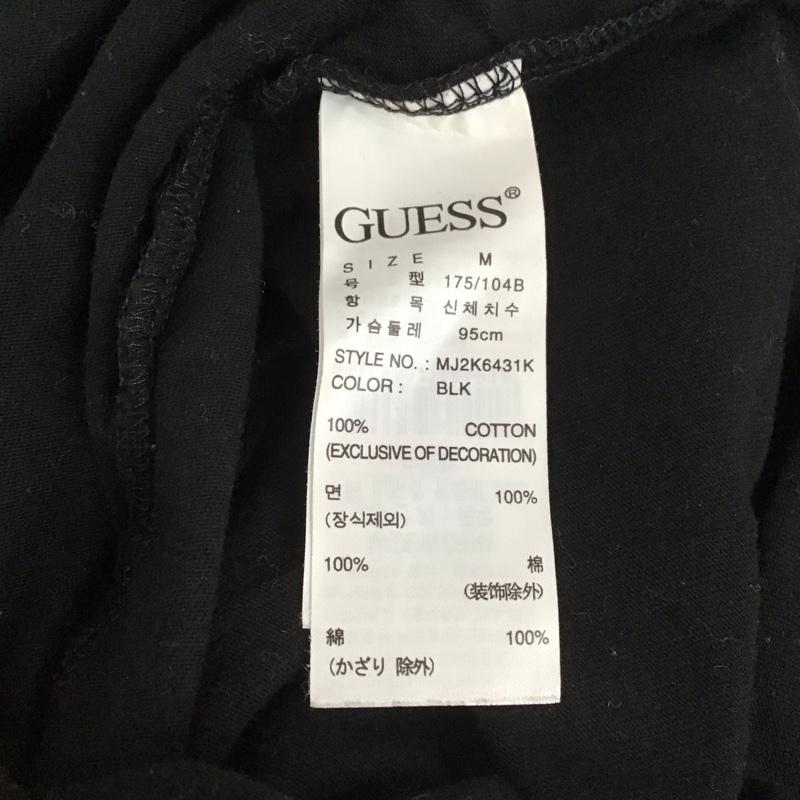 GUESS®
SIZE M
号型 175/104B
항목 신체치수
가슴둘레 95cm
STYLE NO. : MJ2K6431K
COLOR : BLK
100% COTTON
(EXCLUSIVE OF DECORATION)
면 100%
(장식제외)
100% 棉
(装饰除外)
綿 100%
(かざり 除外)